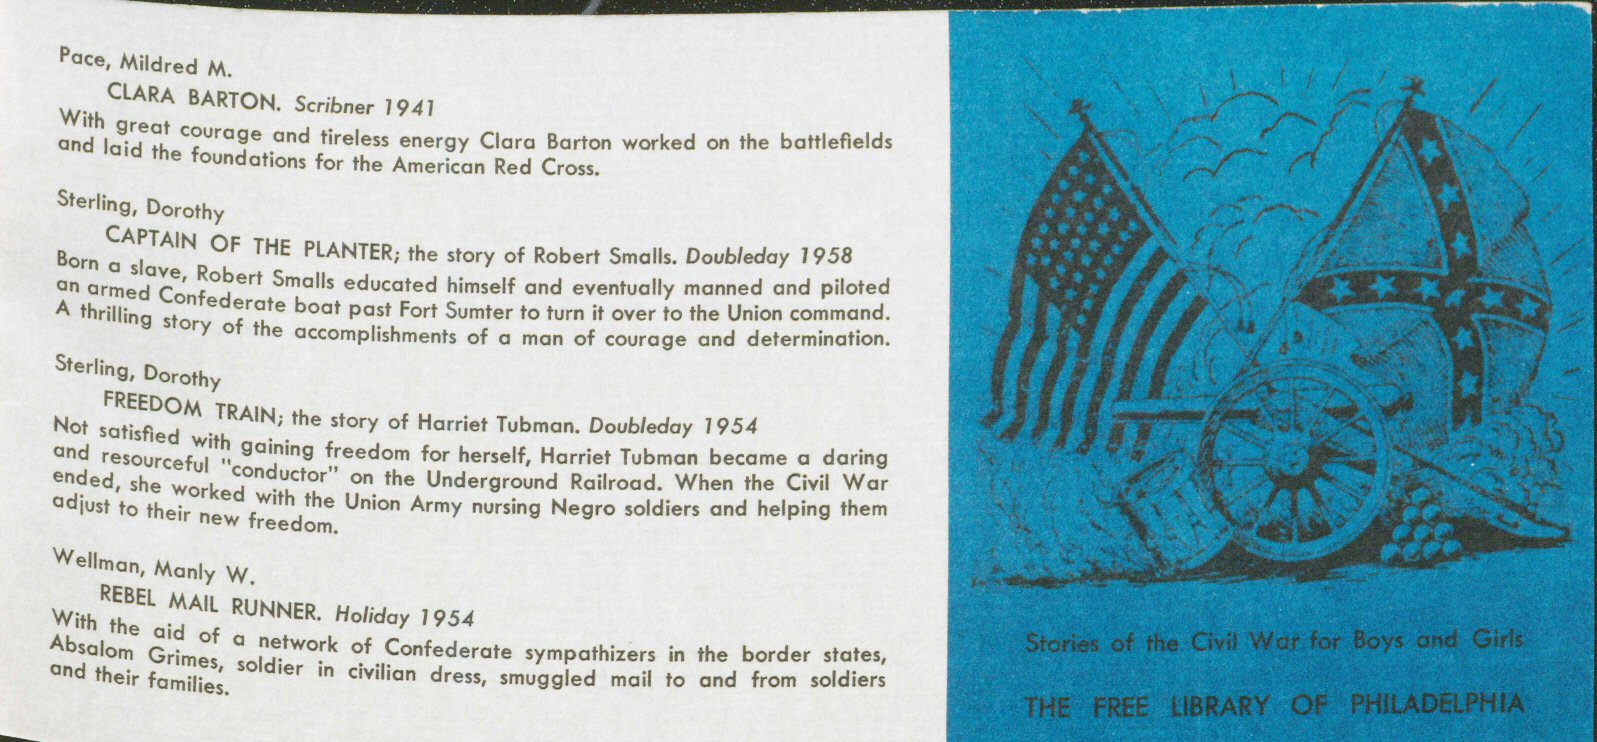 Pace, Mildred M.
CLARA BARTON. Scribner 1941
With great courage and tireless energy Clara Barton worked on the battlefields
and laid the foundations for the American Red Cross.
Sterling, Dorothy
CAPTAIN OF THE PLANTER; the story of Robert Smalls. Doubleday 1958
Born a slave, Robert Smalls educated himself and eventually manned and piloted
an armed Confederate boat past Fort Sumter to turn it over to the Union command.
A thrilling story of the accomplishments of a man of courage and determination.
Sterling, Dorothy
FREEDOM TRAIN; the story of Harriet Tubman. Doubleday 1954
Not satisfied with gaining freedom for herself, Harriet Tubman became a daring
and resourceful "conductor" on the Underground Railroad. When the Civil War
ended, she worked with the Union Army nursing Negro soldiers and helping them
adjust to their new freedom.
Wellman, Manly W.
REBEL MAIL RUNNER. Holiday 1954
With the aid of a network of Confederate sympathizers in the border states,
Absalom Grimes, soldier in civilian dress, smuggled mail to and from soldiers
and their families.
Stories of the Civil War for Boys and Girls
THE FREE LIBRARY OF PHILADELPHIA